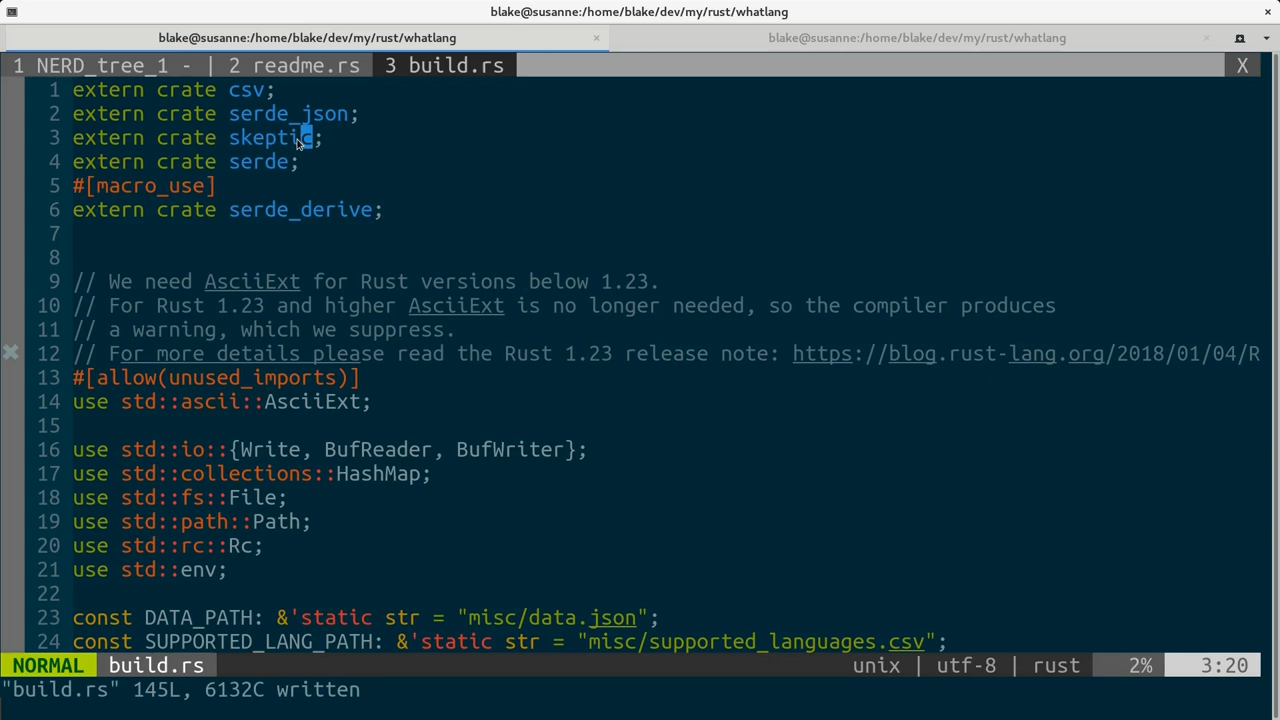 blake@susanne:/home/blake/dev/my/rust/whatlang ×
blake@susanne:/home/blake/dev/my/rust/whatlang × blake@susanne:/home/blake/dev/my/rust/whatlang ×
1 NERD_tree_1 - | 2 readme.rs 3 build.rs X
1 extern crate csv;
2 extern crate serde_json;
3 extern crate skeptic;
4 extern crate serde;
5 #[macro_use]
6 extern crate serde_derive;
7
8
9 // We need AsciiExt for Rust versions below 1.23.
10 // For Rust 1.23 and higher AsciiExt is no longer needed, so the compiler produces
11 // a warning, which we suppress.
12 // For more details please read the Rust 1.23 release note: https://blog.rust-lang.org/2018/01/04/R
13 #[allow(unused_imports)]
14 use std::ascii::AsciiExt;
15
16 use std::io::{Write, BufReader, BufWriter};
17 use std::collections::HashMap;
18 use std::fs::File;
19 use std::path::Path;
20 use std::rc::Rc;
21 use std::env;
22
23 const DATA_PATH: &'static str = "misc/data.json";
24 const SUPPORTED_LANG_PATH: &'static str = "misc/supported_languages.csv";
NORMAL build.rs unix | utf-8 | rust 2% 3:20
"build.rs" 145L, 6132C written